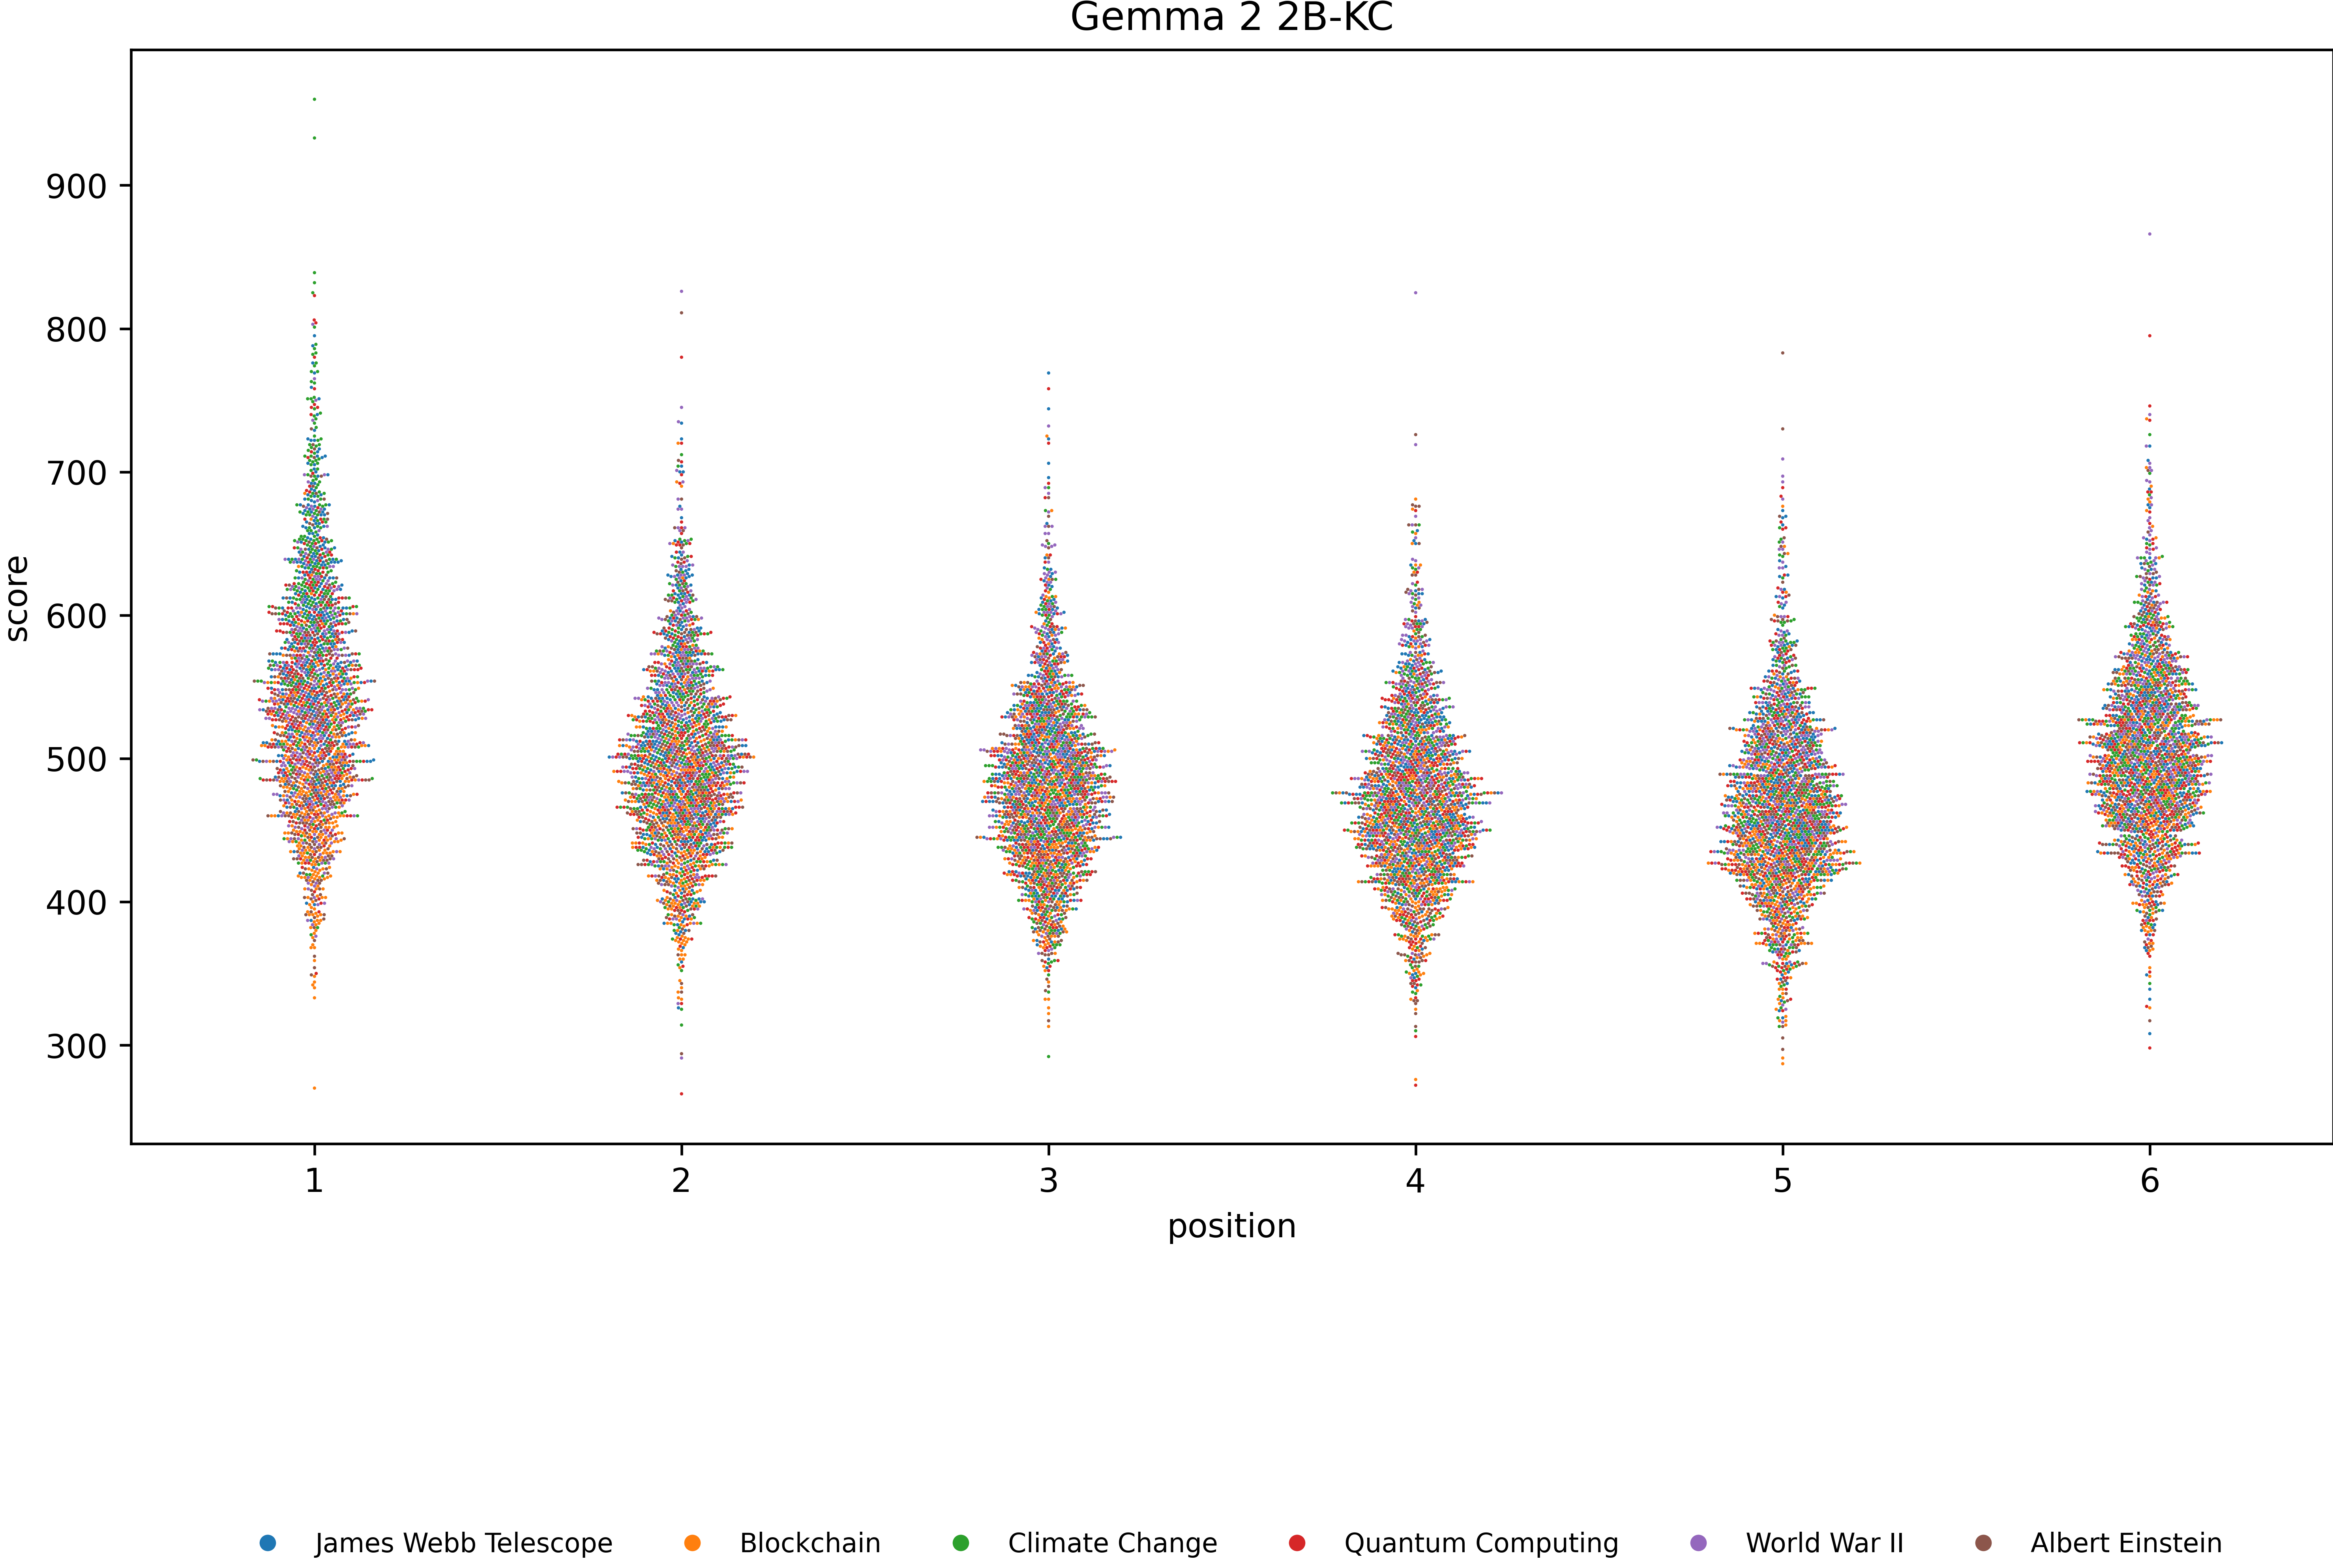 Gemma 2 2B-KC
score
900
800
700
600
500
400
300
1 2 3 4 5 6
position
James Webb Telescope Blockchain Climate Change Quantum Computing World War II Albert Einstein